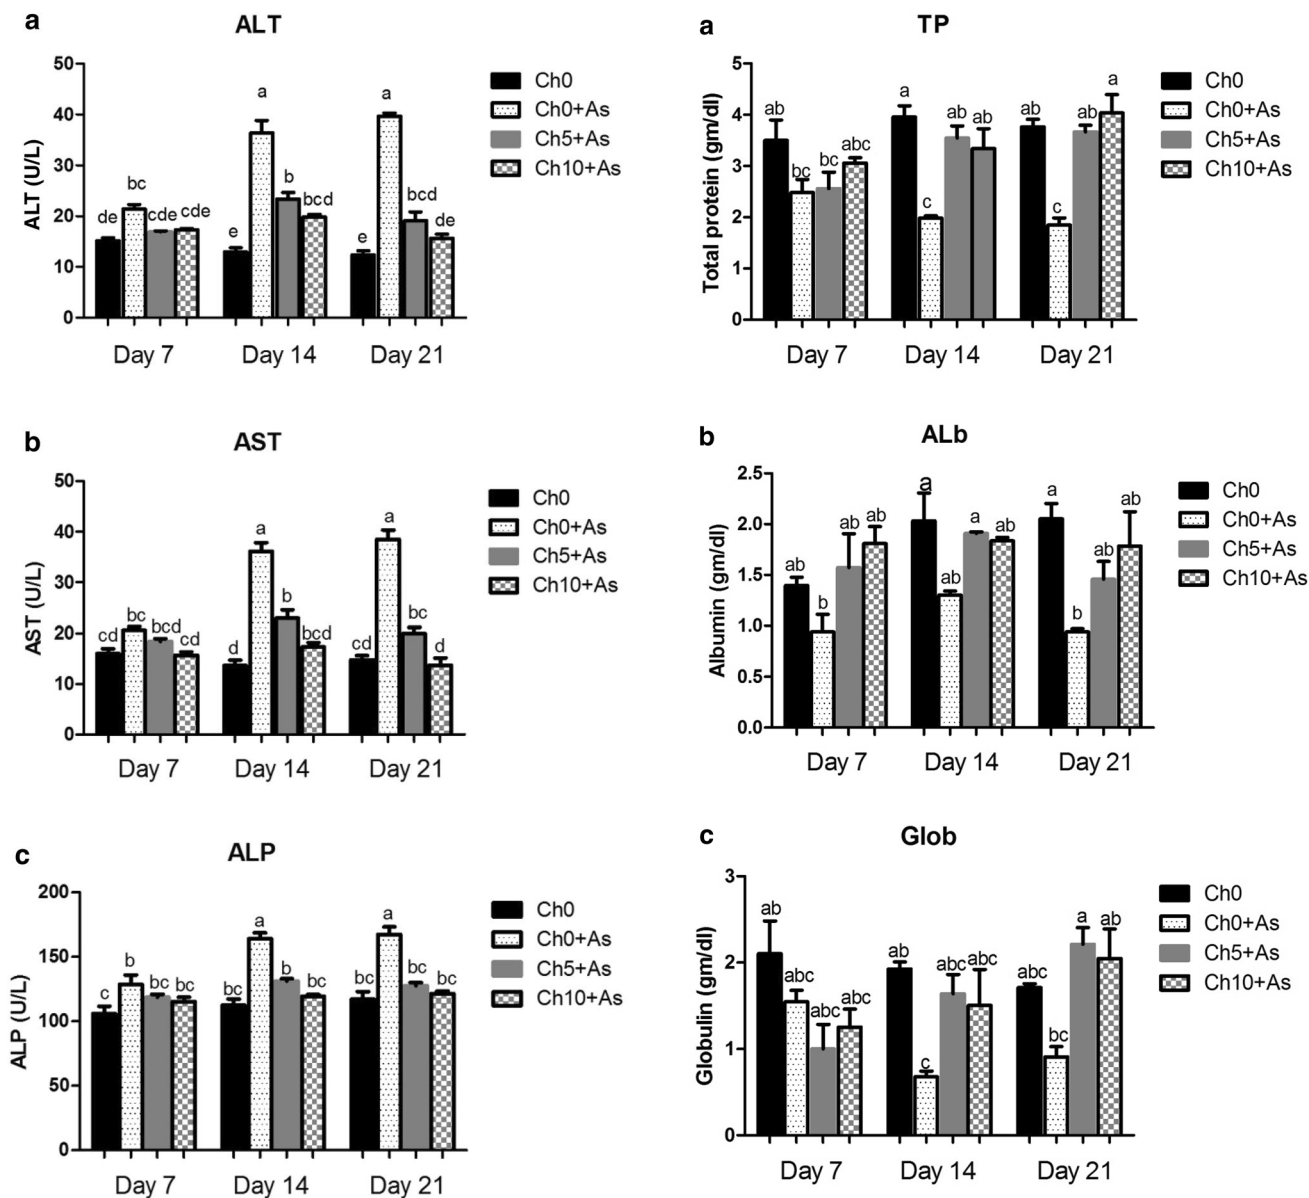 a
ALT
ALT (U/L)
50
40
30
20
10
0
de
bc
cde
cde
e
a
b
bcd
e
a
bcd
de
Day 7
Day 14
Day 21
Ch0
Ch0+As
Ch5+As
Ch10+As
a
TP
Total protein (gm/dl)
5
4
3
2
1
0
ab
bc
bc
abc
a
c
ab
ab
ab
c
ab
a
Day 7
Day 14
Day 21
Ch0
Ch0+As
Ch5+As
Ch10+As
b
AST
AST (U/L)
50
40
30
20
10
0
cd
bc
bcd
cd
d
a
b
bcd
cd
a
bc
d
Day 7
Day 14
Day 21
Ch0
Ch0+As
Ch5+As
Ch10+As
b
ALb
Albumin (gm/dl)
2.5
2.0
1.5
1.0
0.5
0.0
ab
b
ab
ab
a
ab
a
ab
a
b
ab
ab
Day 7
Day 14
Day 21
Ch0
Ch0+As
Ch5+As
Ch10+As
c
ALP
ALP (U/L)
200
150
100
50
0
c
b
bc
bc
bc
a
b
bc
bc
a
bc
bc
Day 7
Day 14
Day 21
Ch0
Ch0+As
Ch5+As
Ch10+As
c
Glob
Globulin (gm/dl)
3
2
1
0
ab
abc
abc
abc
ab
c
abc
abc
abc
bc
a
ab
Day 7
Day 14
Day 21
Ch0
Ch0+As
Ch5+As
Ch10+As